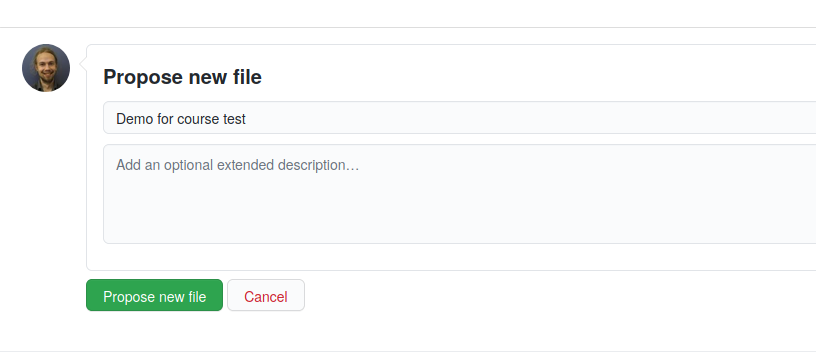 Propose new file
Demo for course test
Add an optional extended description…
Propose new file Cancel